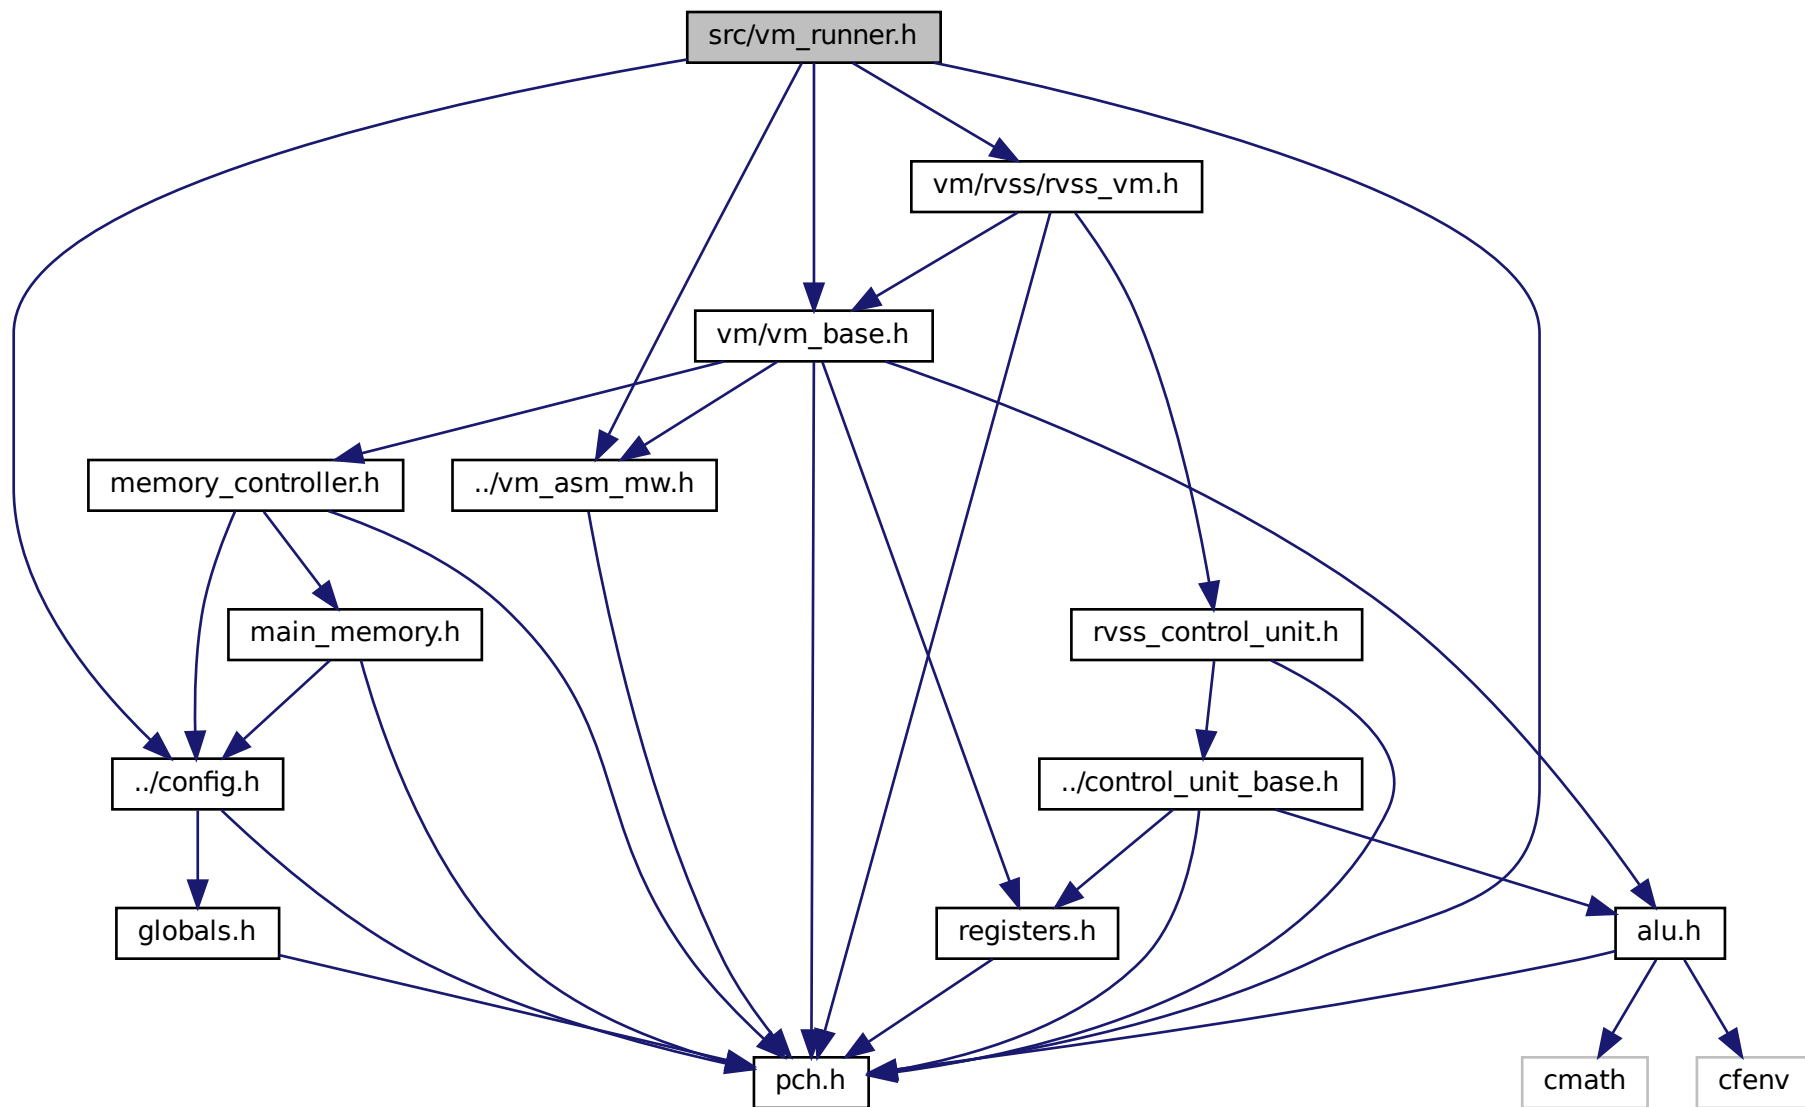 src/vm_runner.h
vm/rvss/rvss_vm.h
vm/vm_base.h
memory_controller.h
../vm_asm_mw.h
main_memory.h
rvss_control_unit.h
../config.h
../control_unit_base.h
globals.h
registers.h
alu.h
pch.h
cmath
cfenv